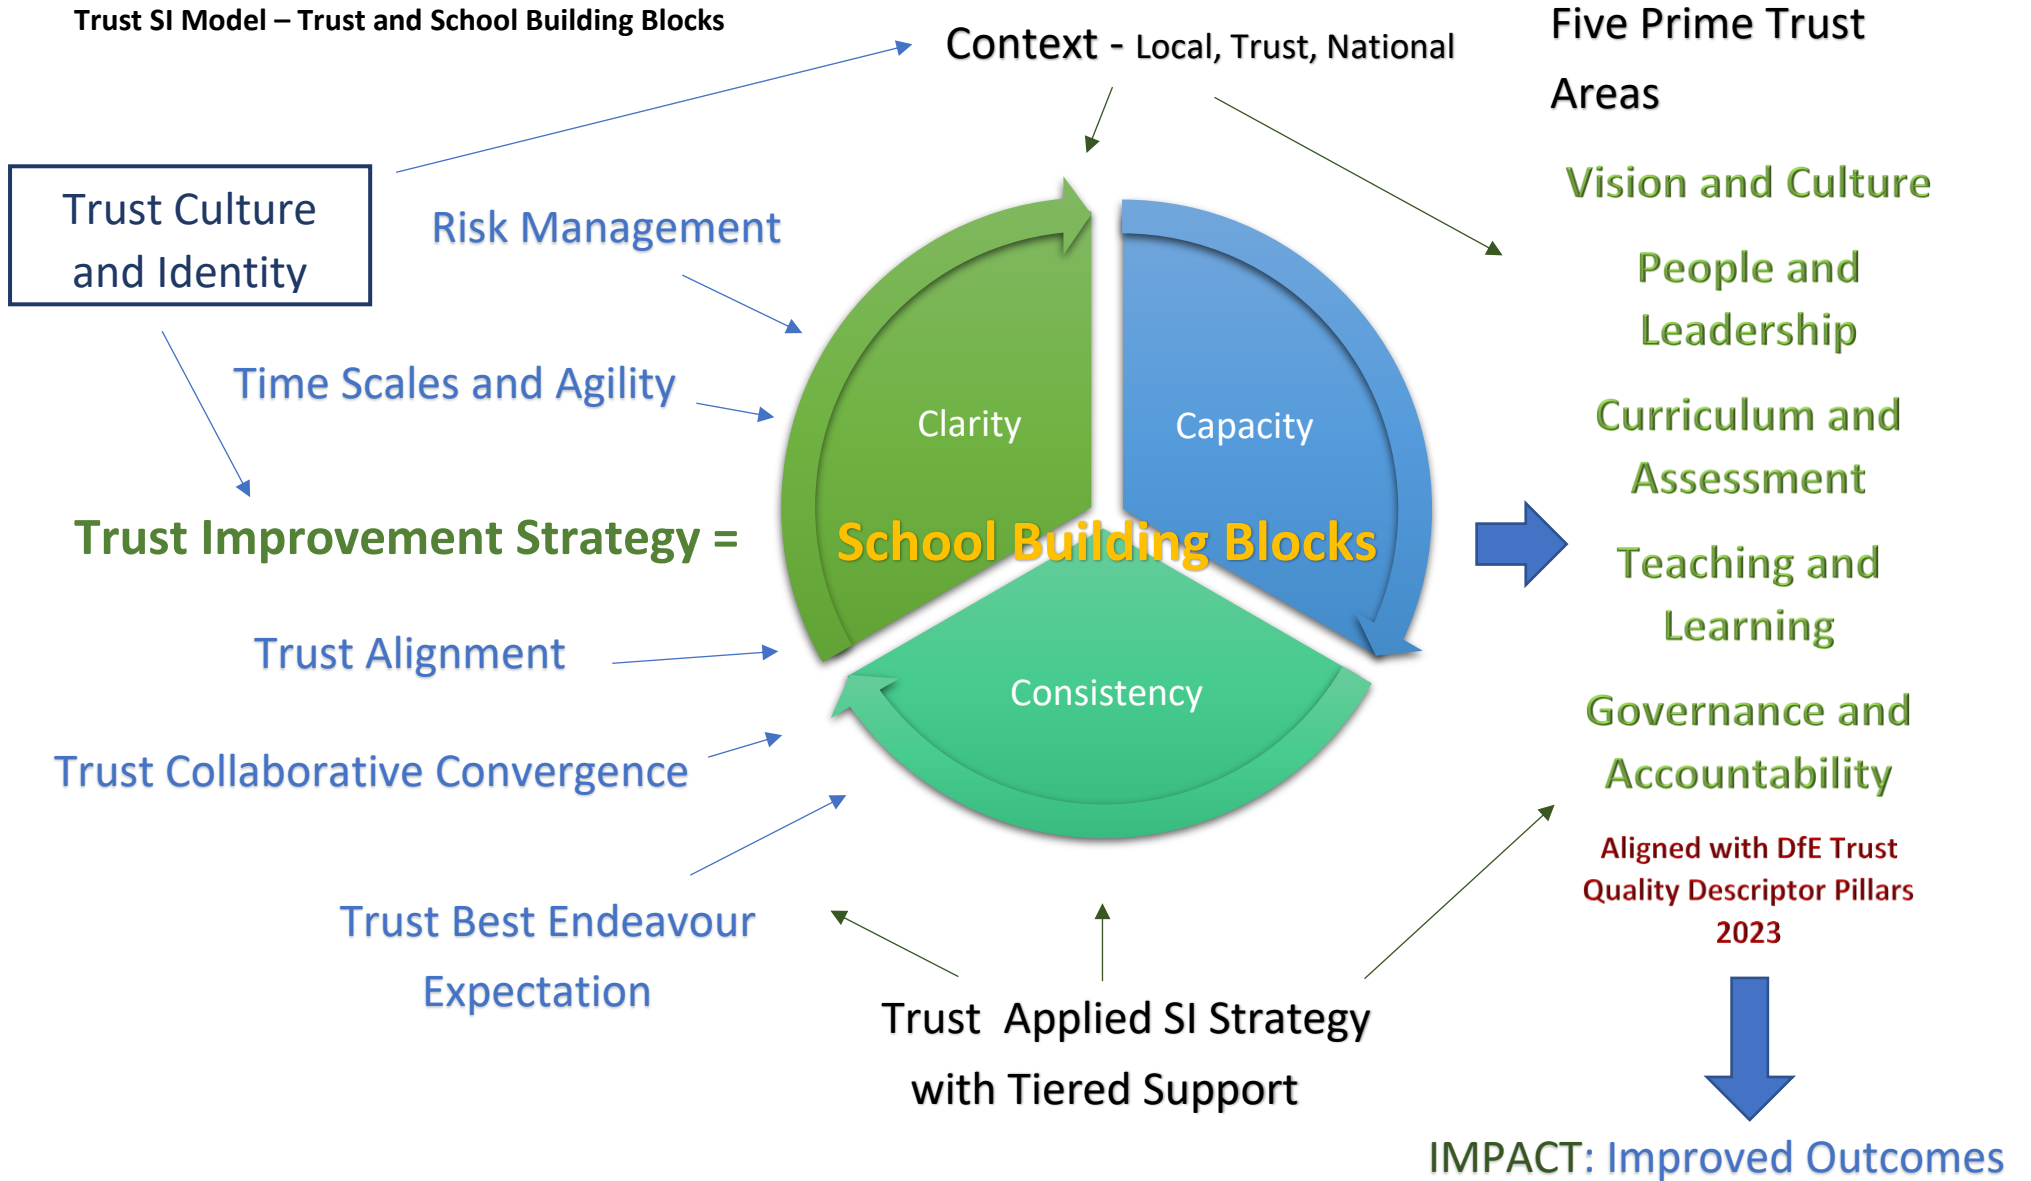 Trust SI Model – Trust and School Building Blocks
Context - Local, Trust, National
Five Prime Trust
Areas
Trust Culture
and Identity
Risk Management
Time Scales and Agility
Trust Improvement Strategy =
Trust Alignment
Trust Collaborative Convergence
Trust Best Endeavour
Expectation
Clarity
Capacity
School Building Blocks
Consistency
Trust  Applied SI Strategy
with Tiered Support
Vision and Culture
People and
Leadership
Curriculum and
Assessment
Teaching and
Learning
Governance and
Accountability
Aligned with DfE Trust
Quality Descriptor Pillars
2023
IMPACT: Improved Outcomes